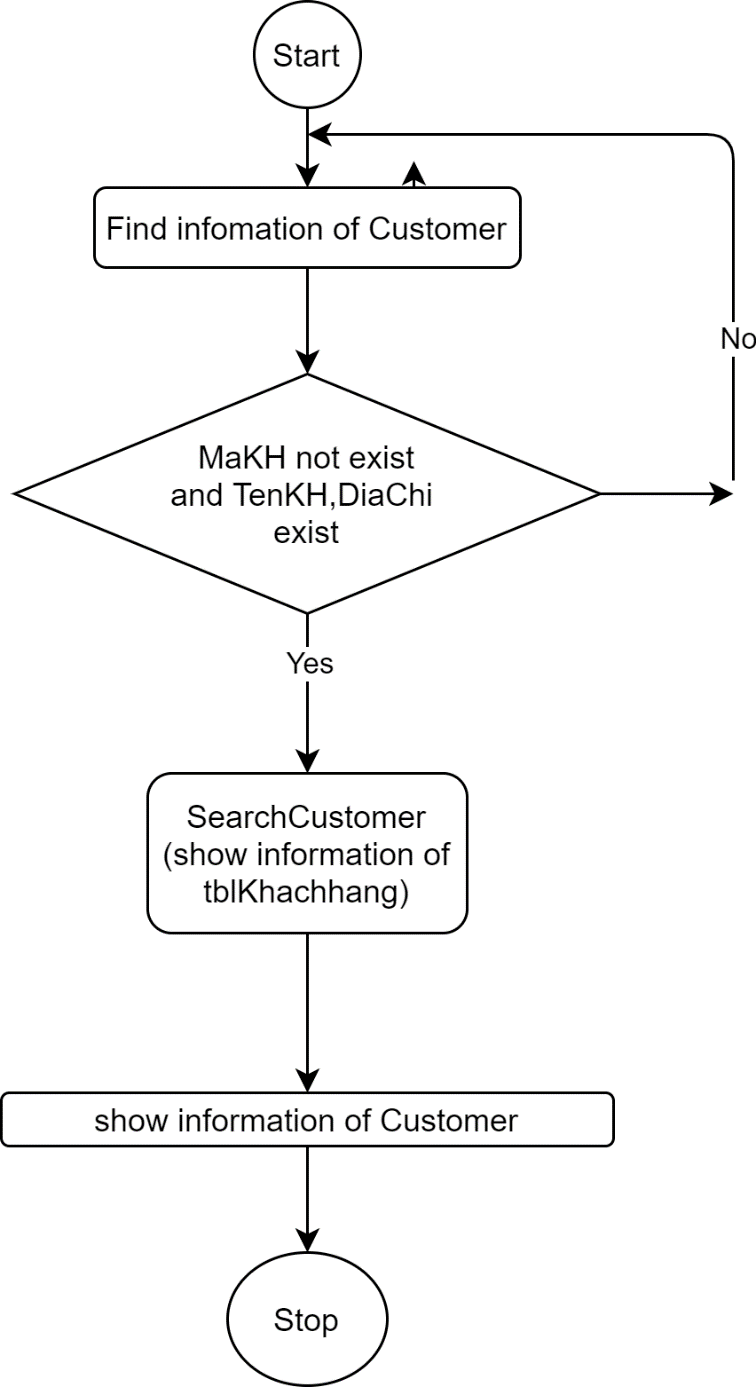 Start
Find infomation of Customer
No
MaKH not exist
and TenKH,DiaChi
exist
Yes
SearchCustomer
(show information of
tblKhachhang)
show information of Customer
Stop